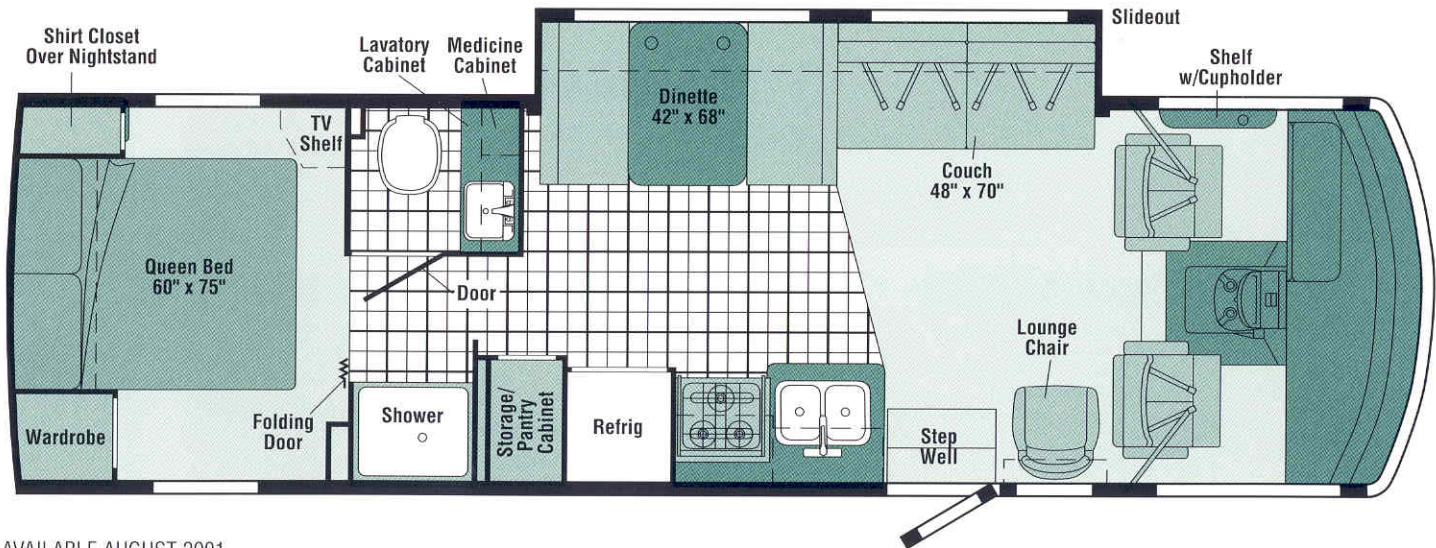 Slideout
Shirt Closet
Over Nightstand
Lavatory
Cabinet
Medicine
Cabinet
Shelf
w/Cupholder
TV
Shelf
Dinette
42" x 68"
Couch
48" x 70"
Queen Bed
60" x 75"
Door
Lounge
Chair
Folding
Door
Shower
Storage/
Pantry
Cabinet
Refrig
Step
Well
Wardrobe
AVAILABLE AUGUST 2001